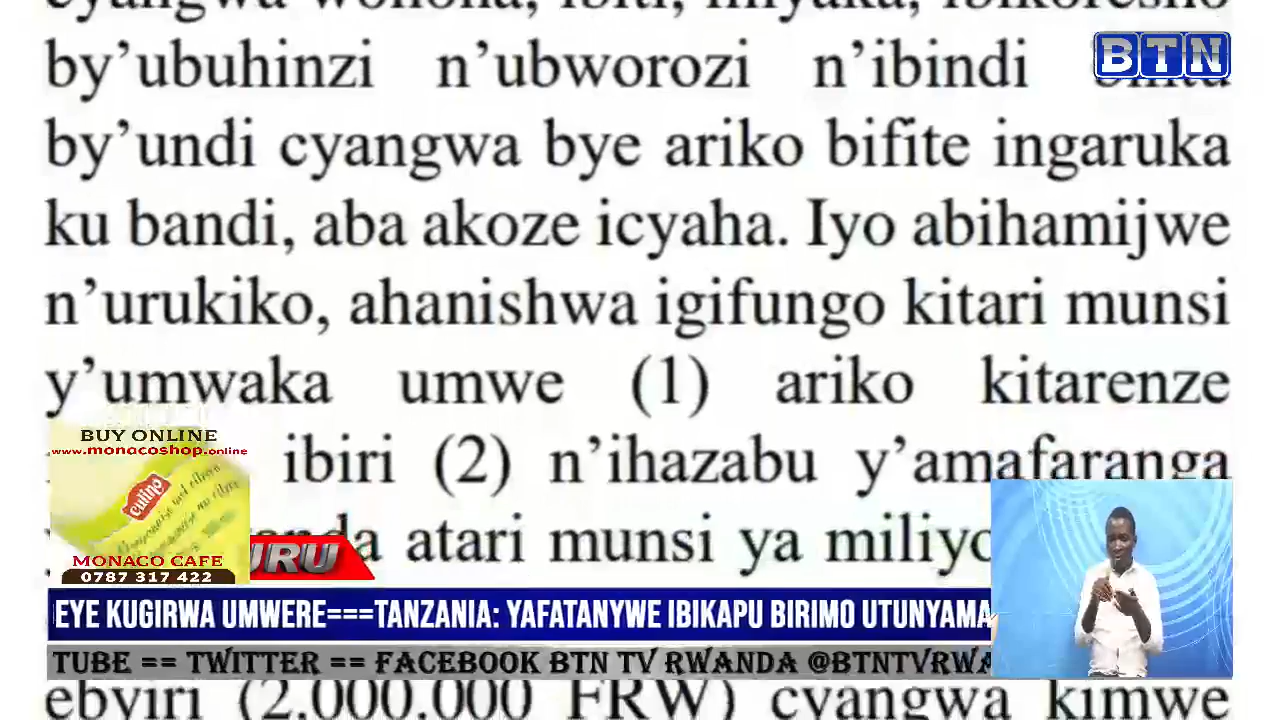 by’ubuhinzi n’ubworozi n’ibindi
BTN
by’undi cyangwa bye ariko bifite ingaruka
ku bandi, aba akoze icyaha. Iyo abihamijwe
n’urukiko, ahanishwa igifungo kitari munsi
y’umwaka umwe (1) ariko kitarenze
ibiri (2) n’ihazabu y’amafaranga
atari munsi ya
BUY ONLINE
www.monacoshop.online
MONACO CAFE
0787 317 422
EYE KUGIRWA UMWERE===TANZANIA: YAFATANYWE IBIKAPU BIRIMO UTUNYAMA
TUBE == TWITTER == FACEBOOK BTN TV RWANDA @BTNTVRWA
ebyiri (2.000.000 FRW) cyangwa kimwe